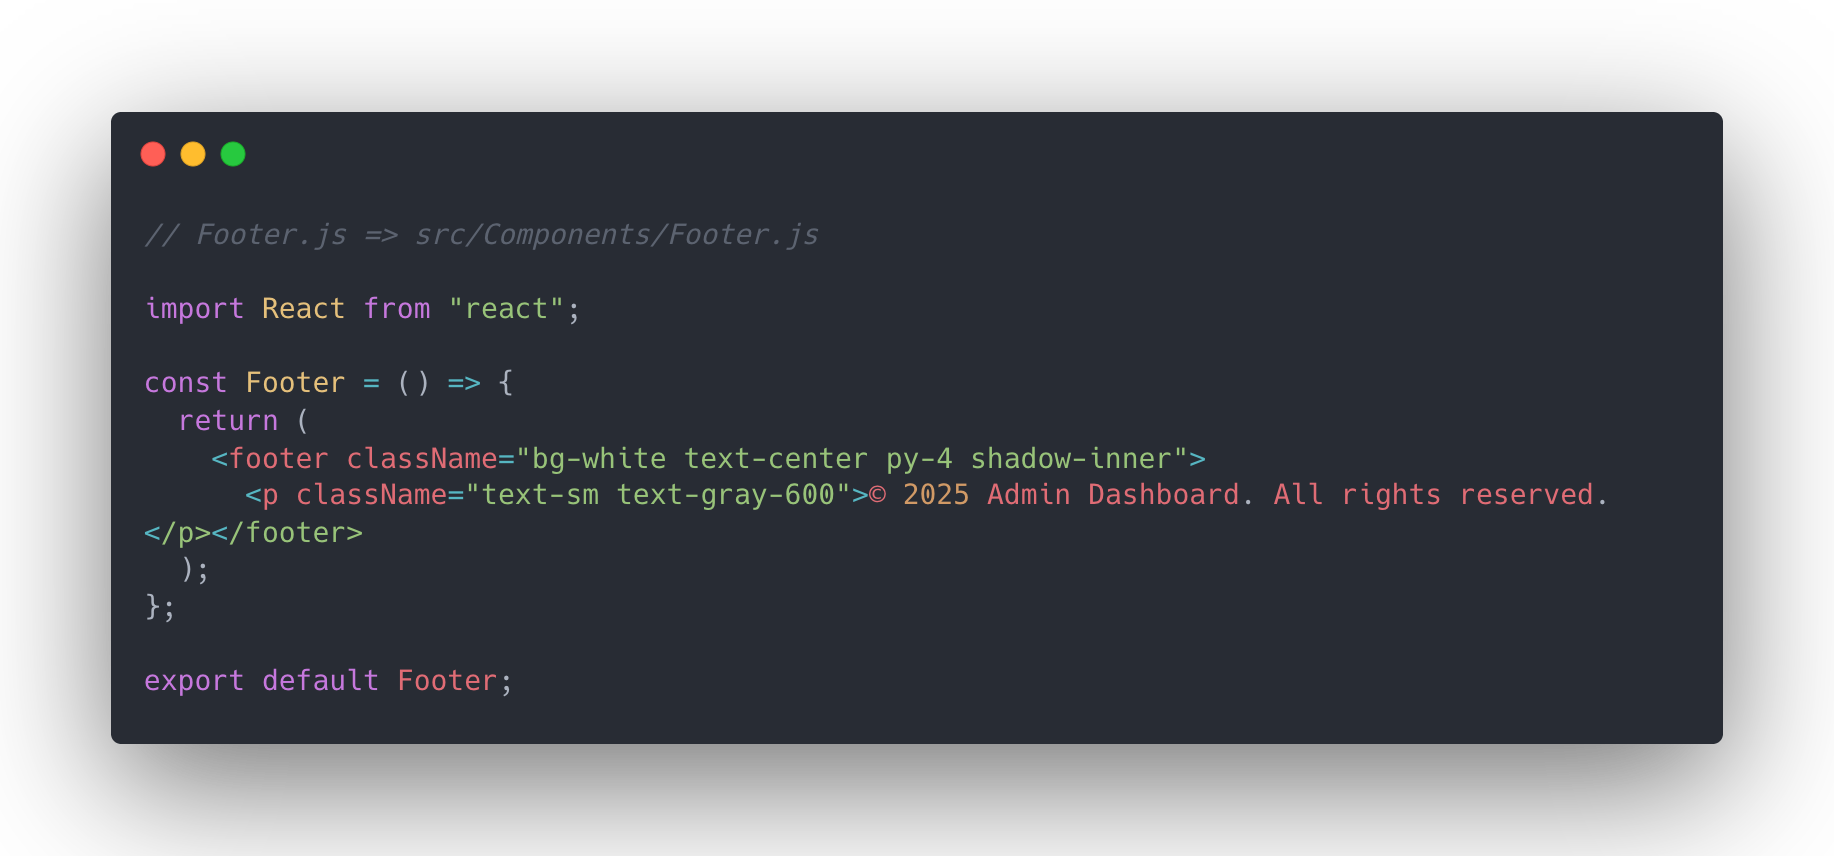 // Footer.js => src/Components/Footer.js
import React from "react";
const Footer = () => {
  return (
    <footer className="bg-white text-center py-4 shadow-inner">
      <p className="text-sm text-gray-600">© 2025 Admin Dashboard. All rights reserved.
</p></footer>
  );
};
export default Footer;